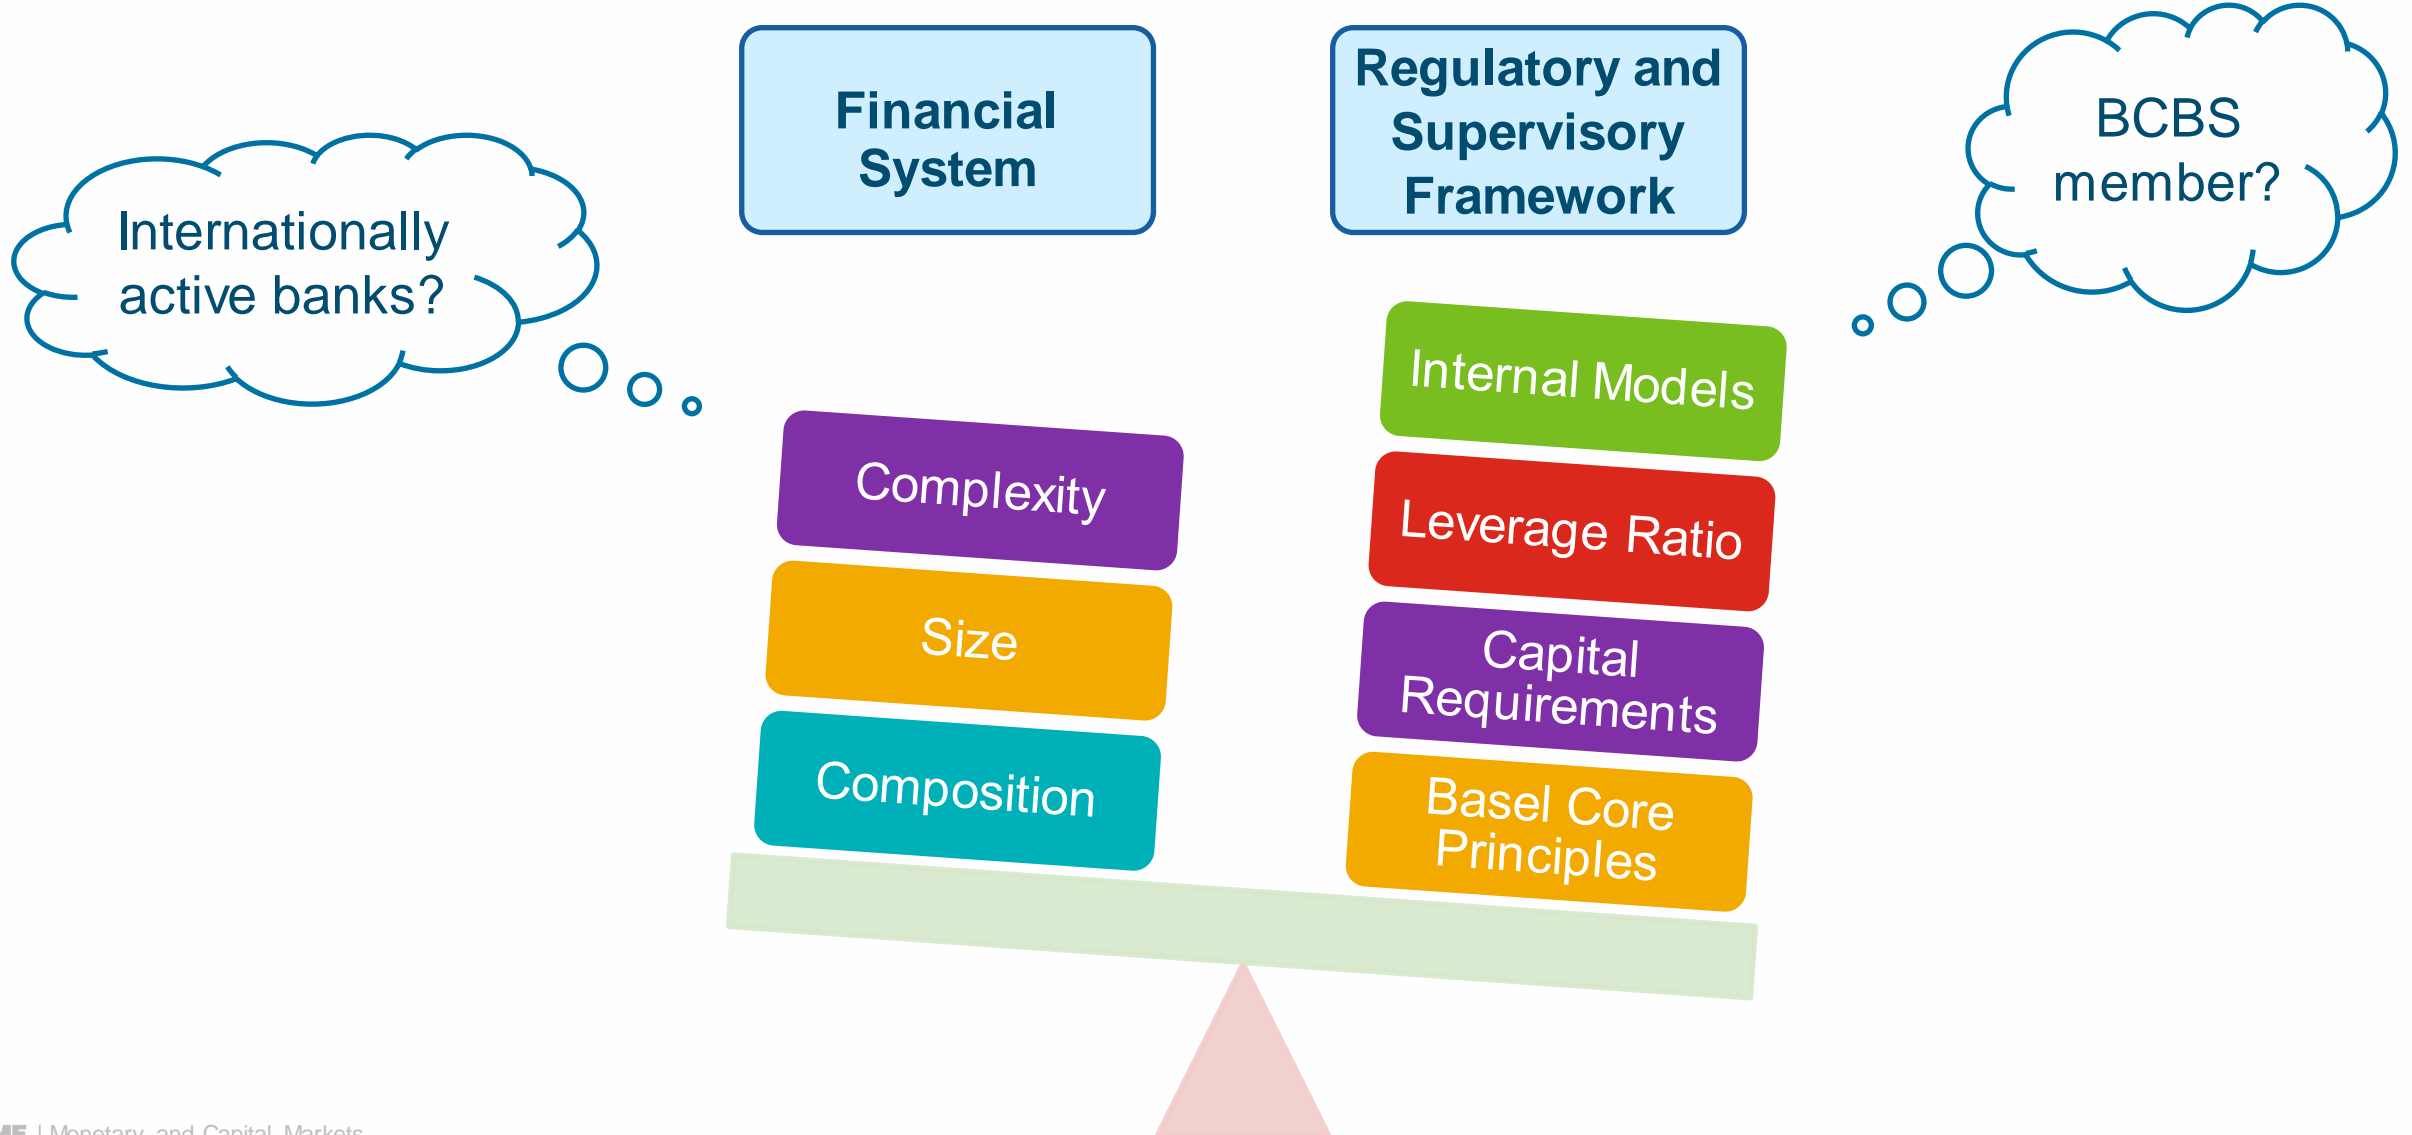 Financial
System
Regulatory and
Supervisory
Framework
BCBS
member?
Internationally
active banks?
Internal Models
Complexity
Leverage Ratio
Size
Capital
Requirements
Composition
Basel Core
Principles
| Monetary and Capital Markets